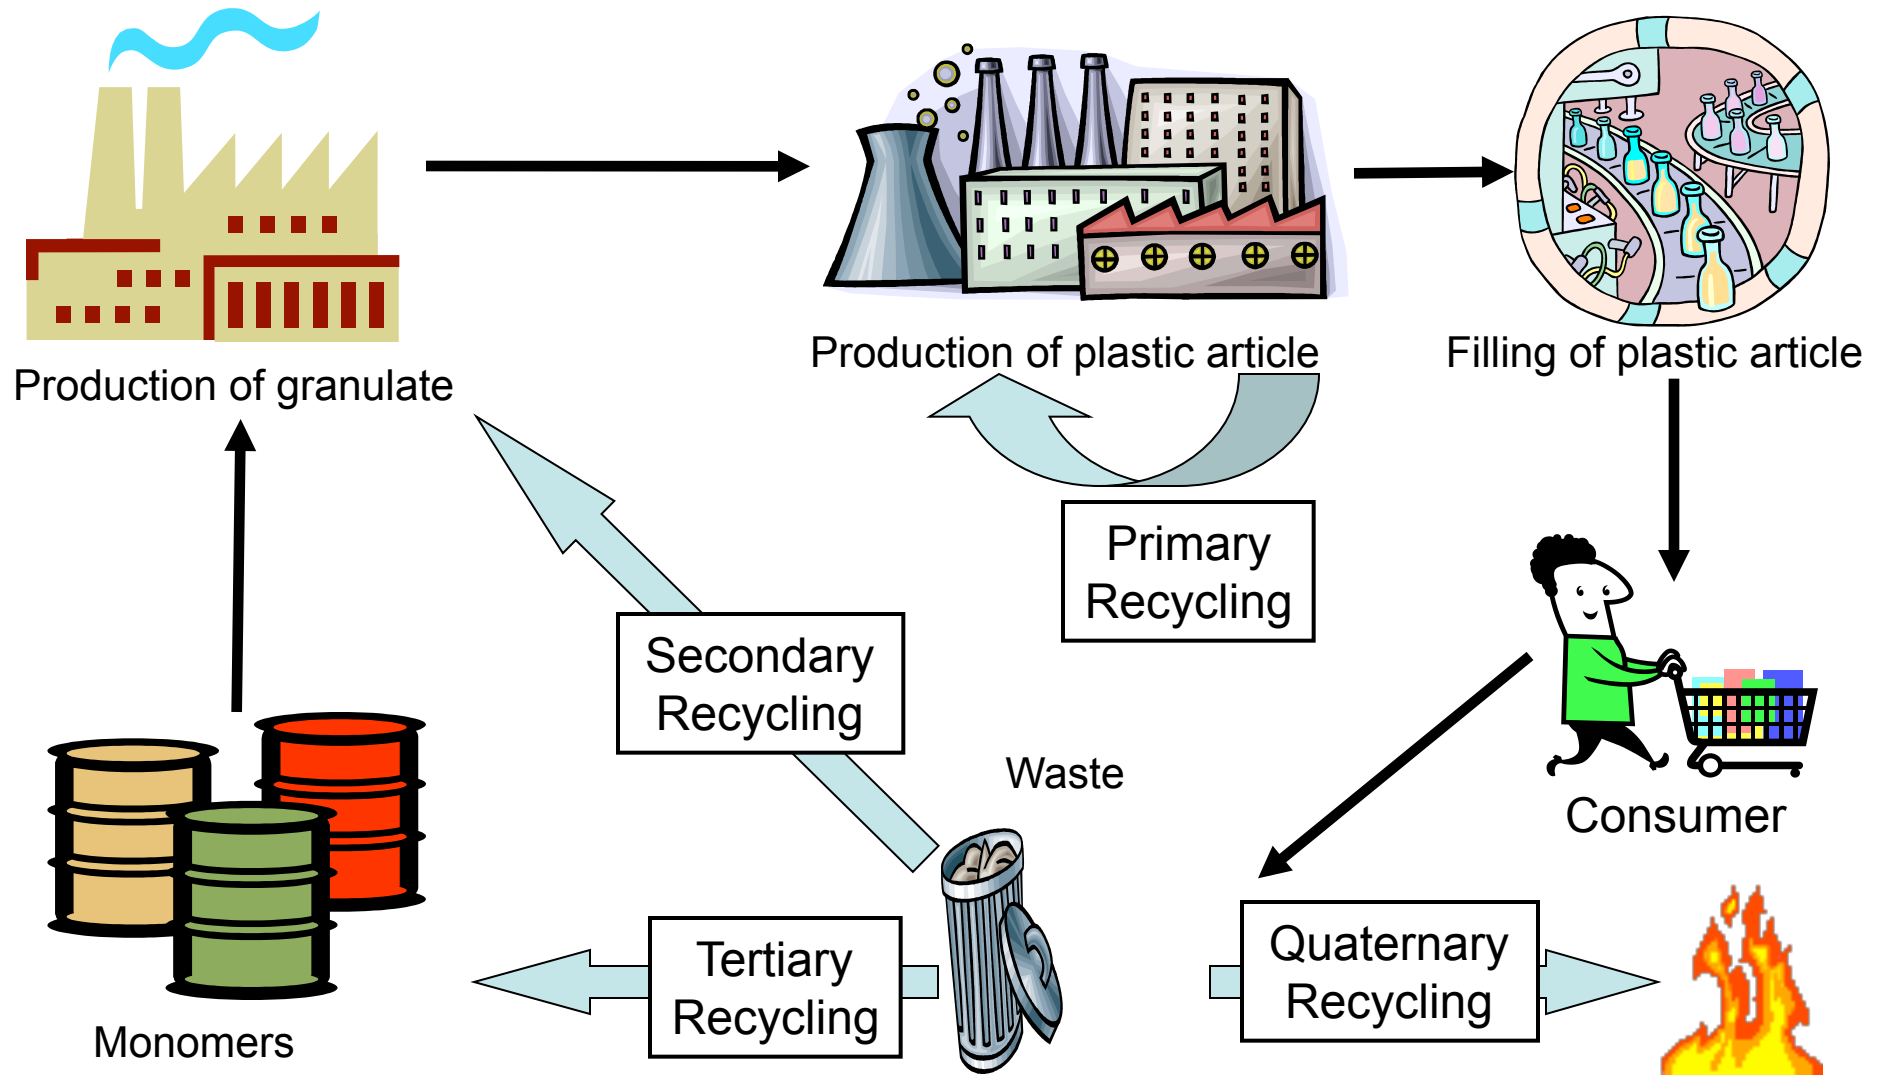 Production of granulate
Production of plastic article
Filling of plastic article
Primary
Recycling
Secondary
Recycling
Waste
Consumer
Tertiary
Recycling
Quaternary
Recycling
Monomers